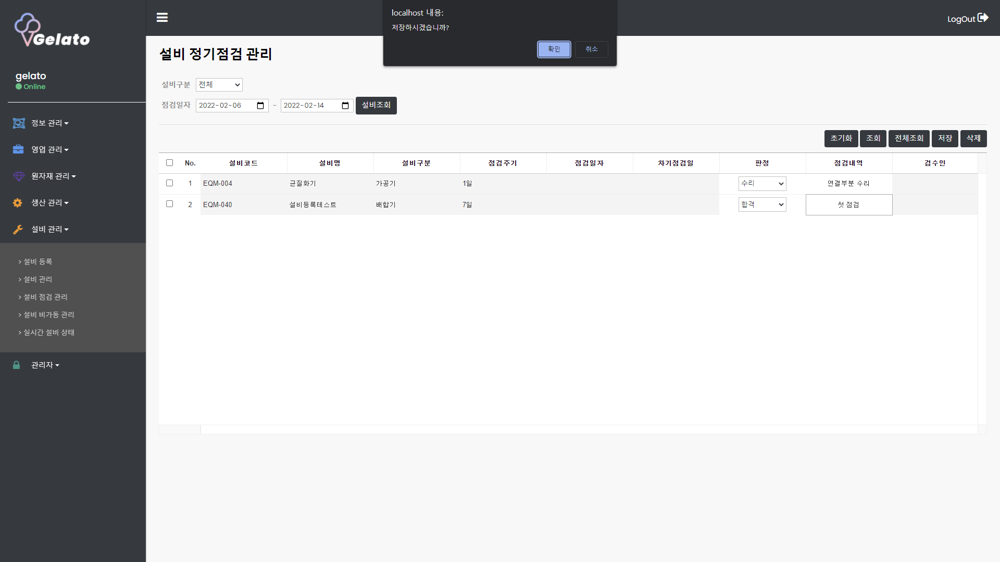 Gelato
gelato
Online
정보 관리
영업 관리
원자재 관리
생산 관리
설비 관리
> 설비 등록
> 설비 관리
> 설비 점검 관리
> 설비 비가동 관리
> 실시간 설비 상태
관리자
localhost 내용:
저장하시겠습니까?
확인 취소
LogOut
설비 정기점검 관리
설비구분 전체
점검일자 2022-02-06 ~ 2022-02-14 설비조회
초기화 조회 전체조회 저장 삭제
No. 설비코드 설비명 설비구분 점검주기 점검일자 차기점검일 판정 점검내역 검수인
1 EQM-004 균질화기 가공기 1일 수리 연결부분 수리
2 EQM-040 설비등록테스트 배합기 7일 합격 첫 점검